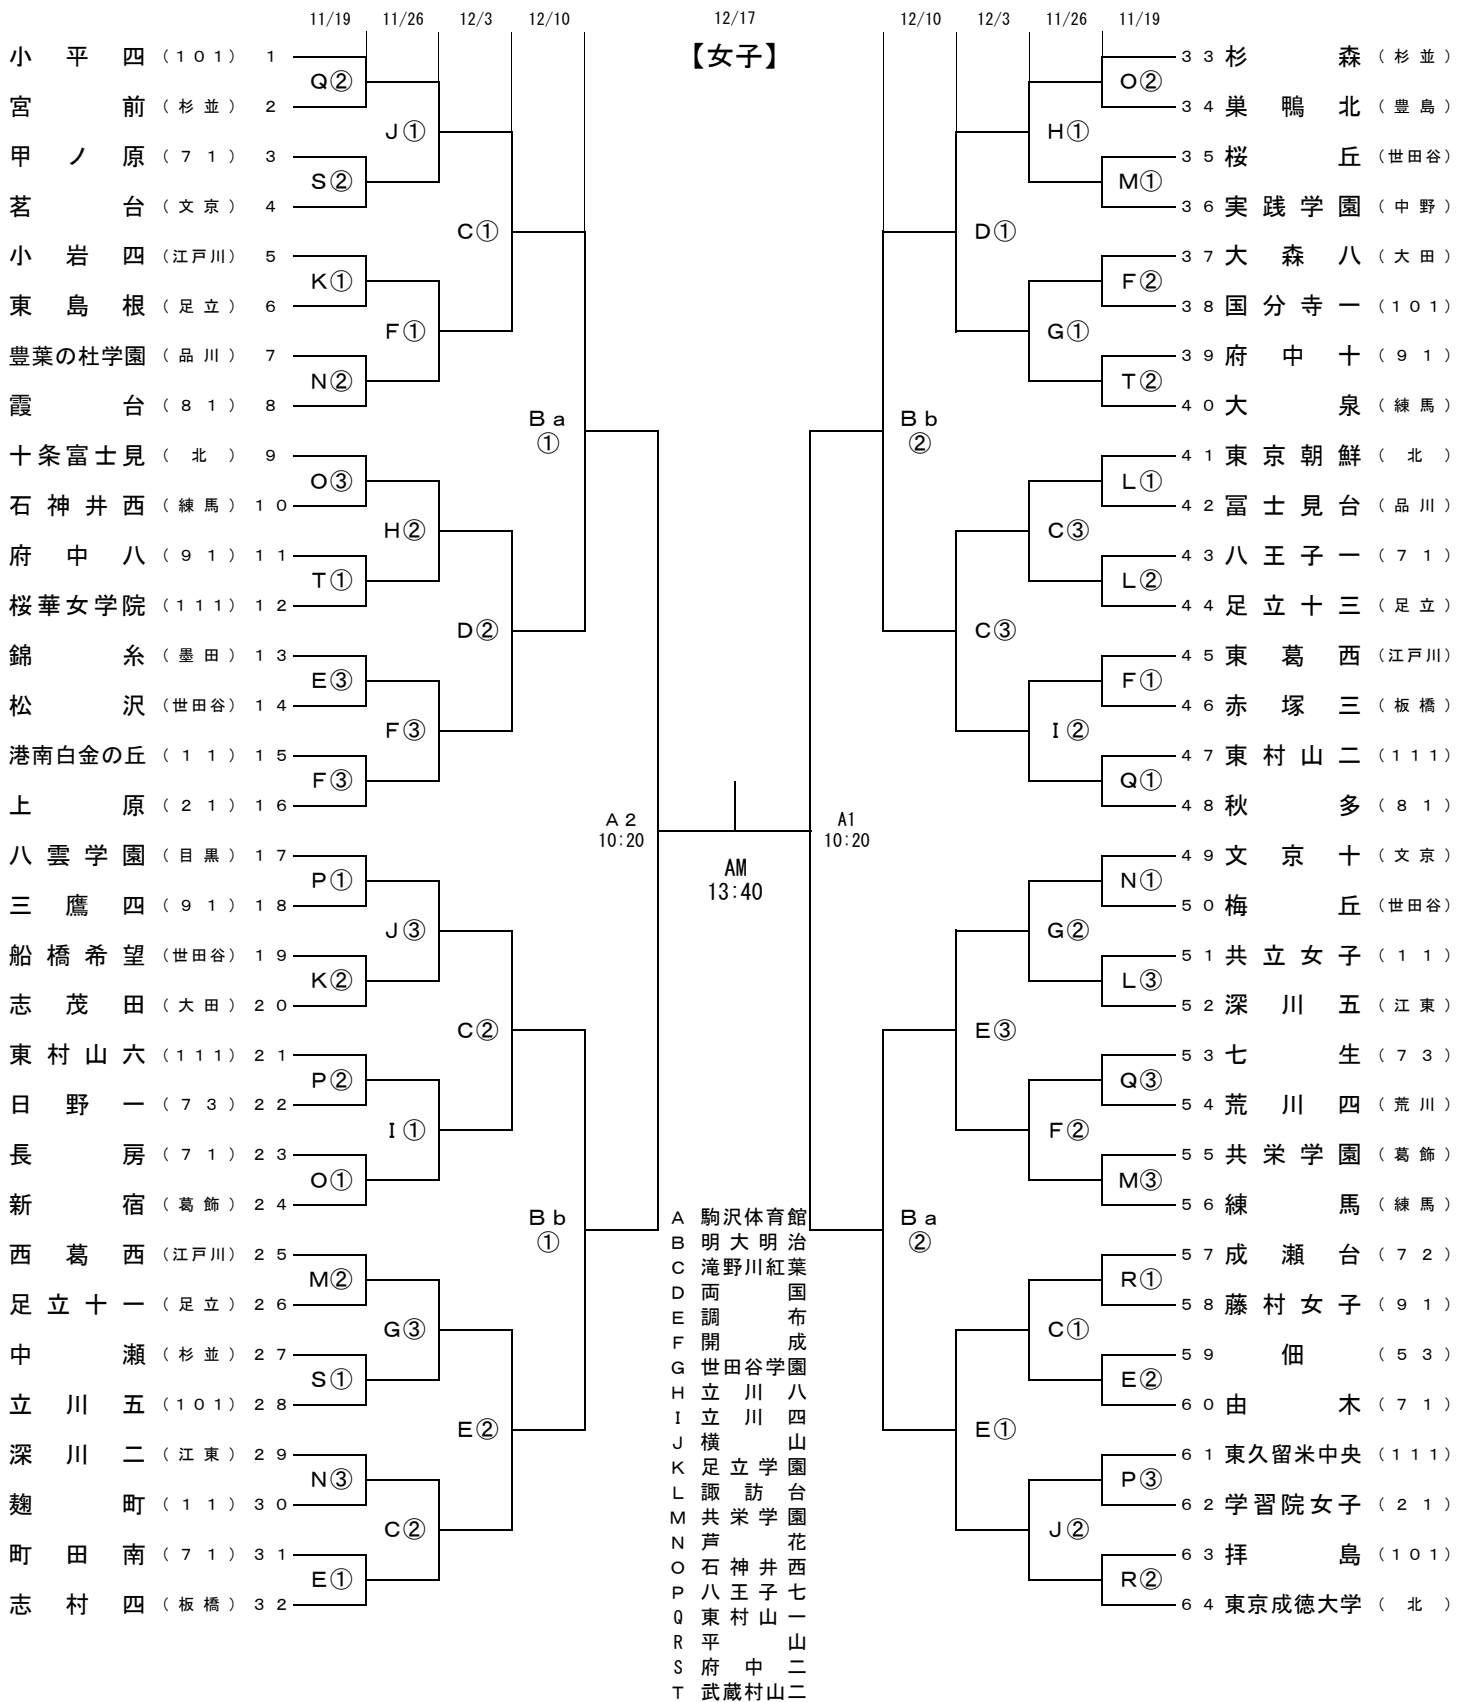 11/19 11/26 12/3 12/10 12/17 12/10 12/3 11/26 11/19
【女子】
小平四 （１０１） １
Ｑ②
宮前 （杉並） ２
Ｊ①
甲ノ原 （７１） ３
Ｓ②
茗台 （文京） ４
Ｃ①
小岩四 （江戸川） ５
Ｋ①
東島根 （足立） ６
Ｆ①
豊葉の杜学園 （品川） ７
Ｎ②
霞台 （８１） ８
Ｂａ
①
十条富士見 （北） ９
Ｏ③
石神井西 （練馬） １０
Ｈ②
府中八 （９１） １１
Ｔ①
桜華女学院 （１１１） １２
Ｄ②
錦糸 （墨田） １３
Ｅ③
松沢 （世田谷） １４
Ｆ③
港南白金の丘 （１１） １５
Ｆ③
上原 （２１） １６
Ａ２
10:20
八雲学園 （目黒） １７
Ｐ①
三鷹四 （９１） １８
Ｊ③
船橋希望 （世田谷） １９
Ｋ②
志茂田 （大田） ２０
Ｃ②
東村山六 （１１１） ２１
Ｐ②
日野一 （７３） ２２
Ｉ①
長房 （７１） ２３
Ｏ①
新宿 （葛飾） ２４
Ｂｂ
①
西葛西 （江戸川） ２５
Ｍ②
足立十一 （足立） ２６
Ｇ③
中瀬 （杉並） ２７
Ｓ①
立川五 （１０１） ２８
Ｅ②
深川二 （江東） ２９
Ｎ③
麹町 （１１） ３０
Ｃ②
町田南 （７１） ３１
Ｅ①
志村四 （板橋） ３２
AM
13:40
Ａ 駒沢体育館
Ｂ 明大明治
Ｃ 滝野川紅葉
Ｄ 両国
Ｅ 調布
Ｆ 開成
Ｇ 世田谷学園
Ｈ 立川八
Ｉ 立川四
Ｊ 横山
Ｋ 足立学園
Ｌ 諏訪台
Ｍ 共栄学園
Ｎ 芦花
Ｏ 石神井西
Ｐ 八王子七
Q 東村山一
R 平山
S 府中二
T 武蔵村山二
３３ 杉森 （杉並）
Ｏ②
３４ 巣鴨北 （豊島）
Ｈ①
３５ 桜丘 （世田谷）
Ｍ①
３６ 実践学園 （中野）
Ｄ①
３７ 大森八 （大田）
Ｆ②
３８ 国分寺一 （１０１）
Ｇ①
３９ 府中十 （９１）
Ｔ②
４０ 大泉 （練馬）
Ｂｂ
②
４１ 東京朝鮮 （北）
Ｌ①
４２ 冨士見台 （品川）
Ｃ③
４３ 八王子一 （７１）
Ｌ②
４４ 足立十三 （足立）
Ｃ③
４５ 東葛西 （江戸川）
Ｆ①
４６ 赤塚三 （板橋）
Ｉ②
４７ 東村山二 （１１１）
Ｑ①
４８ 秋多 （８１）
A1
10:20
４９ 文京十 （文京）
Ｎ①
５０ 梅丘 （世田谷）
Ｇ②
５１ 共立女子 （１１）
Ｌ③
５２ 深川五 （江東）
Ｅ③
５３ 七生 （７３）
Ｑ③
５４ 荒川四 （荒川）
Ｆ②
５５ 共栄学園 （葛飾）
Ｍ③
５６ 練馬 （練馬）
Ｂａ
②
５７ 成瀬台 （７２）
Ｒ①
５８ 藤村女子 （９１）
Ｃ①
５９ 佃 （５３）
Ｅ②
６０ 由木 （７１）
Ｅ①
６１ 東久留米中央 （１１１）
Ｐ③
６２ 学習院女子 （２１）
Ｊ②
６３ 拝島 （１０１）
Ｒ②
６４ 東京成徳大学 （北）